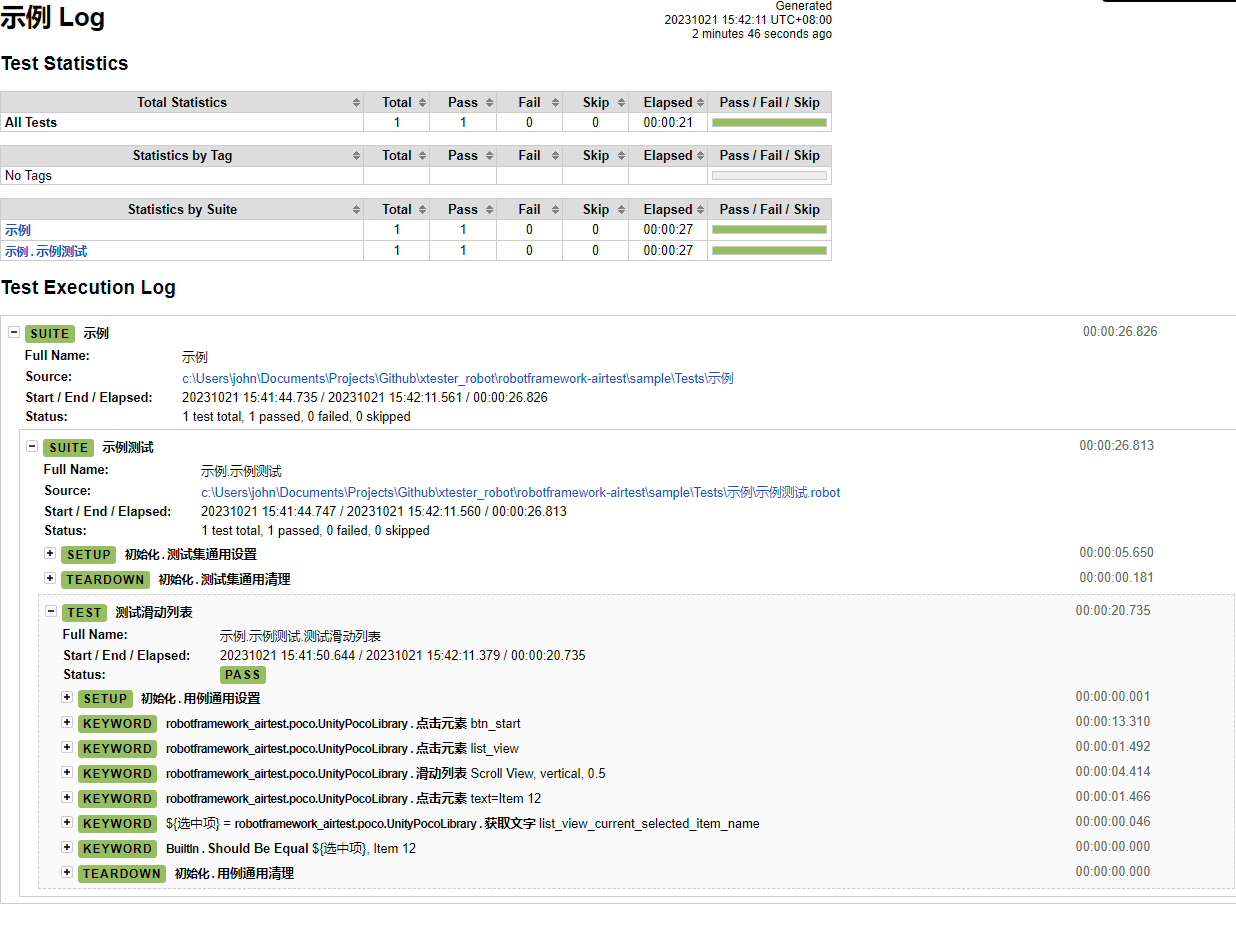 示例 Log
Generated
20231021 15:42:11 UTC+08:00
2 minutes 46 seconds ago
Test Statistics
Total Statistics Total Pass Fail Skip Elapsed Pass / Fail / Skip
All Tests 1 1 0 0 00:00:21
Statistics by Tag Total Pass Fail Skip Elapsed Pass / Fail / Skip
No Tags
Statistics by Suite Total Pass Fail Skip Elapsed Pass / Fail / Skip
示例 1 1 0 0 00:00:27
示例 . 示例测试 1 1 0 0 00:00:27
Test Execution Log
SUITE 示例 00:00:26.826
Full Name: 示例
Source: c:\Users\john\Documents\Projects\Github\xtester_robot\robotframework-airtest\sample\Tests\示例
Start / End / Elapsed: 20231021 15:41:44.735 / 20231021 15:42:11.561 / 00:00:26.826
Status: 1 test total, 1 passed, 0 failed, 0 skipped
SUITE 示例测试 00:00:26.813
Full Name: 示例.示例测试
Source: c:\Users\john\Documents\Projects\Github\xtester_robot\robotframework-airtest\sample\Tests\示例\示例测试.robot
Start / End / Elapsed: 20231021 15:41:44.747 / 20231021 15:42:11.560 / 00:00:26.813
Status: 1 test total, 1 passed, 0 failed, 0 skipped
SETUP 初始化 . 测试集通用设置 00:00:05.650
TEARDOWN 初始化 . 测试集通用清理 00:00:00.181
TEST 测试滑动列表 00:00:20.735
Full Name: 示例.示例测试.测试滑动列表
Start / End / Elapsed: 20231021 15:41:50.644 / 20231021 15:42:11.379 / 00:00:20.735
Status: PASS
SETUP 初始化 . 用例通用设置 00:00:00.001
KEYWORD robotframework_airtest.poco.UnityPocoLibrary . 点击元素 btn_start 00:00:13.310
KEYWORD robotframework_airtest.poco.UnityPocoLibrary . 点击元素 list_view 00:00:01.492
KEYWORD robotframework_airtest.poco.UnityPocoLibrary . 滑动列表 Scroll View, vertical, 0.5 00:00:04.414
KEYWORD robotframework_airtest.poco.UnityPocoLibrary . 点击元素 text=Item 12 00:00:01.466
KEYWORD ${选中项} = robotframework_airtest.poco.UnityPocoLibrary . 获取文字 list_view_current_selected_item_name 00:00:00.046
KEYWORD BuiltIn . Should Be Equal ${选中项}, Item 12 00:00:00.000
TEARDOWN 初始化 . 用例通用清理 00:00:00.000